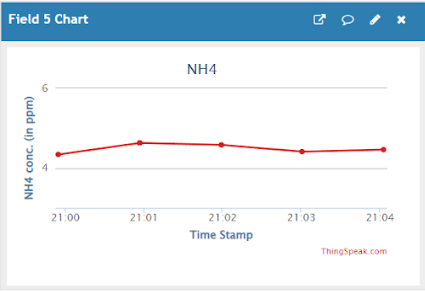 Field 5 Chart
NH4
6
4
NH4 conc. (in ppm)
21:00 21:01 21:02 21:03 21:04
Time Stamp
ThingSpeak.com